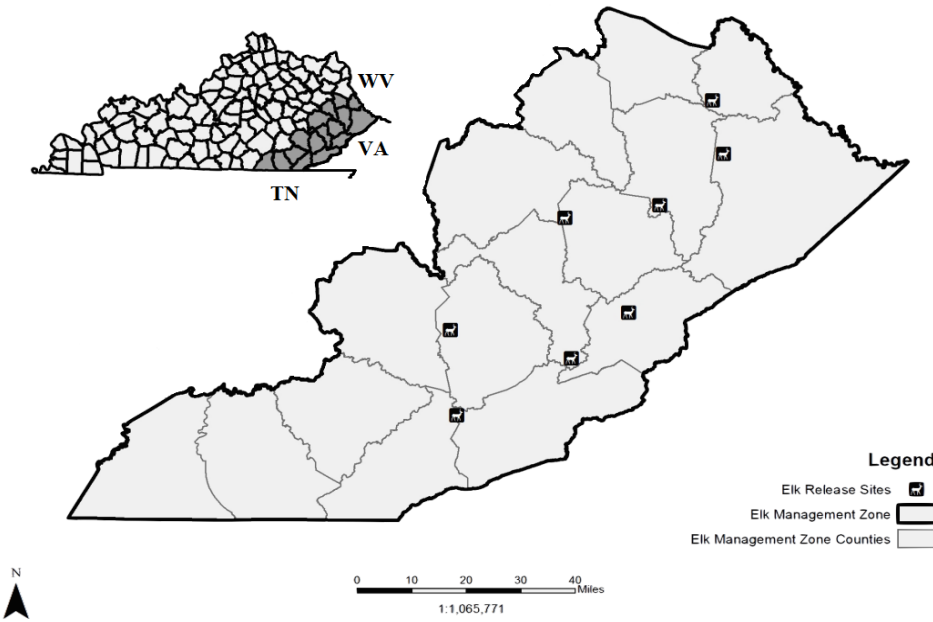 WV
VA
TN
Legend
Elk Release Sites
Elk Management Zone
Elk Management Zone Counties
N
0 10 20 30 40
Miles
1:1,065,771